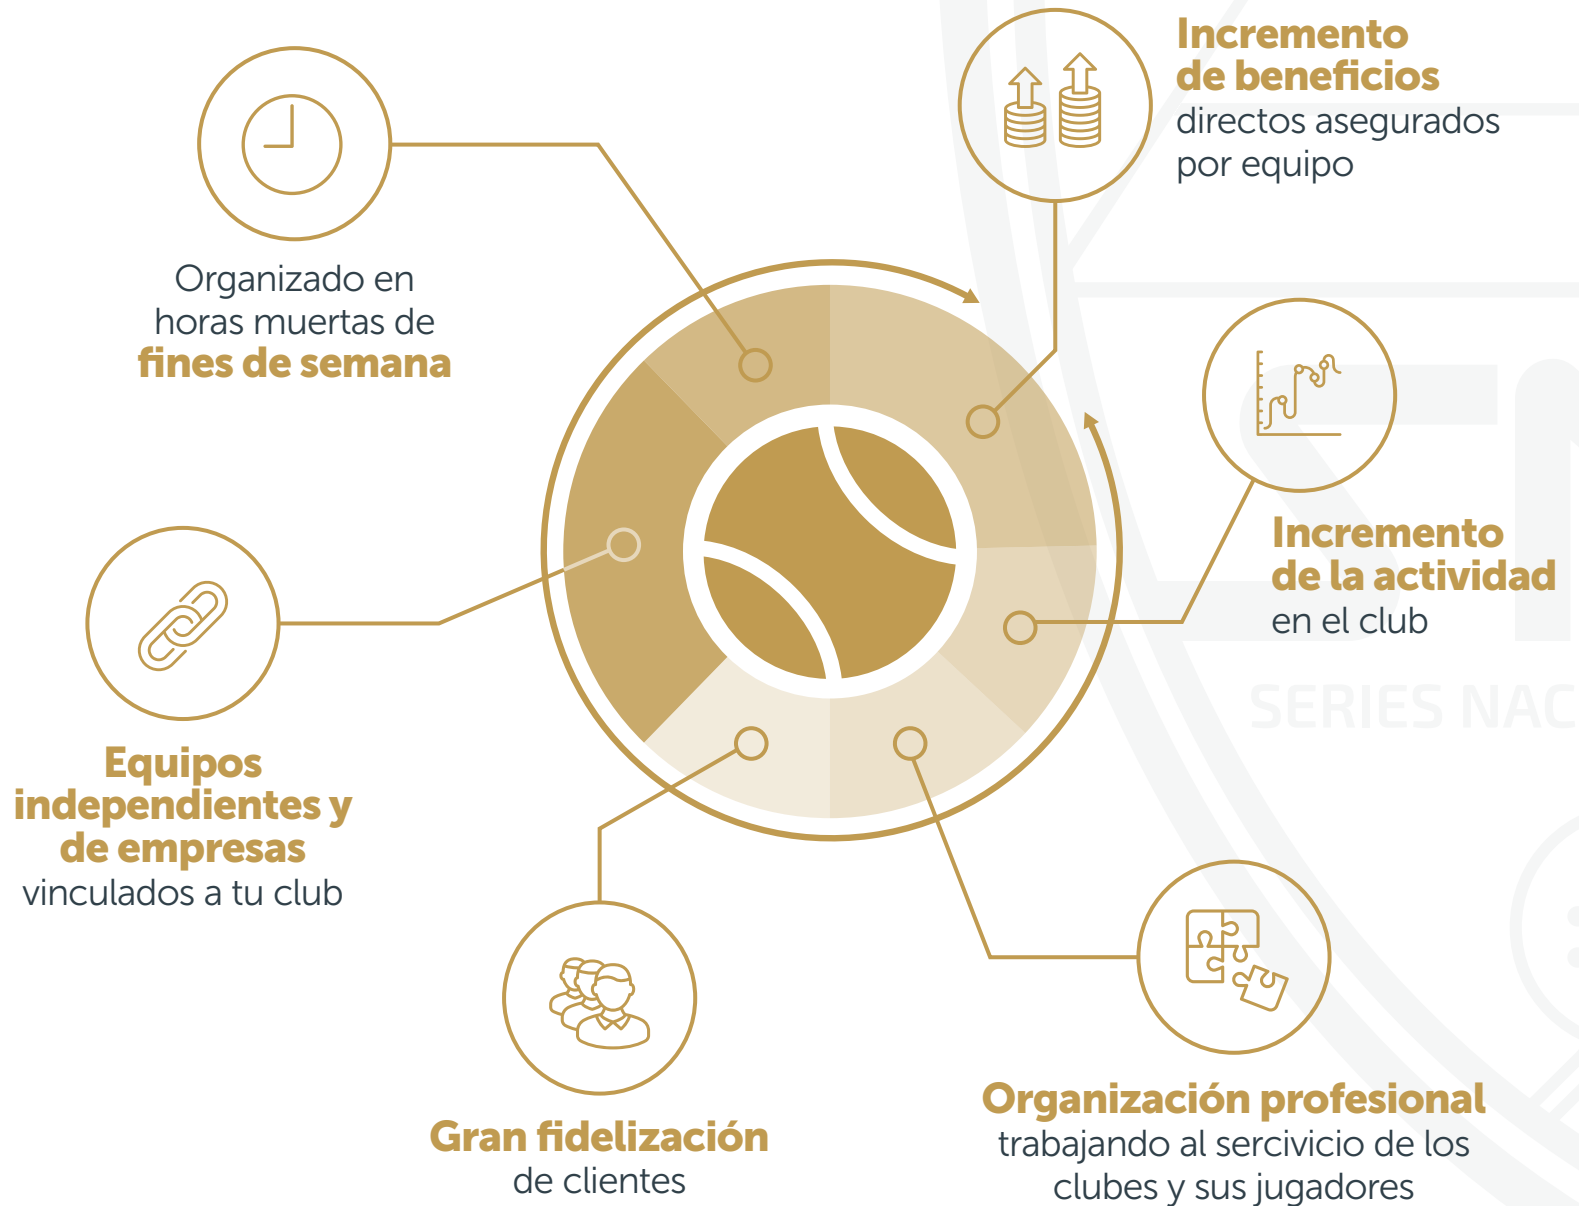 Incremento
de beneficios
directos asegurados
por equipo
Organizado en
horas muertas de
fines de semana
Incremento
de la actividad
en el club
SERIES NAC
Equipos
independientes y
de empresas
vinculados a tu club
Gran fidelización
de clientes
Organización profesional
trabajando al sercivicio de los
clubes y sus jugadores